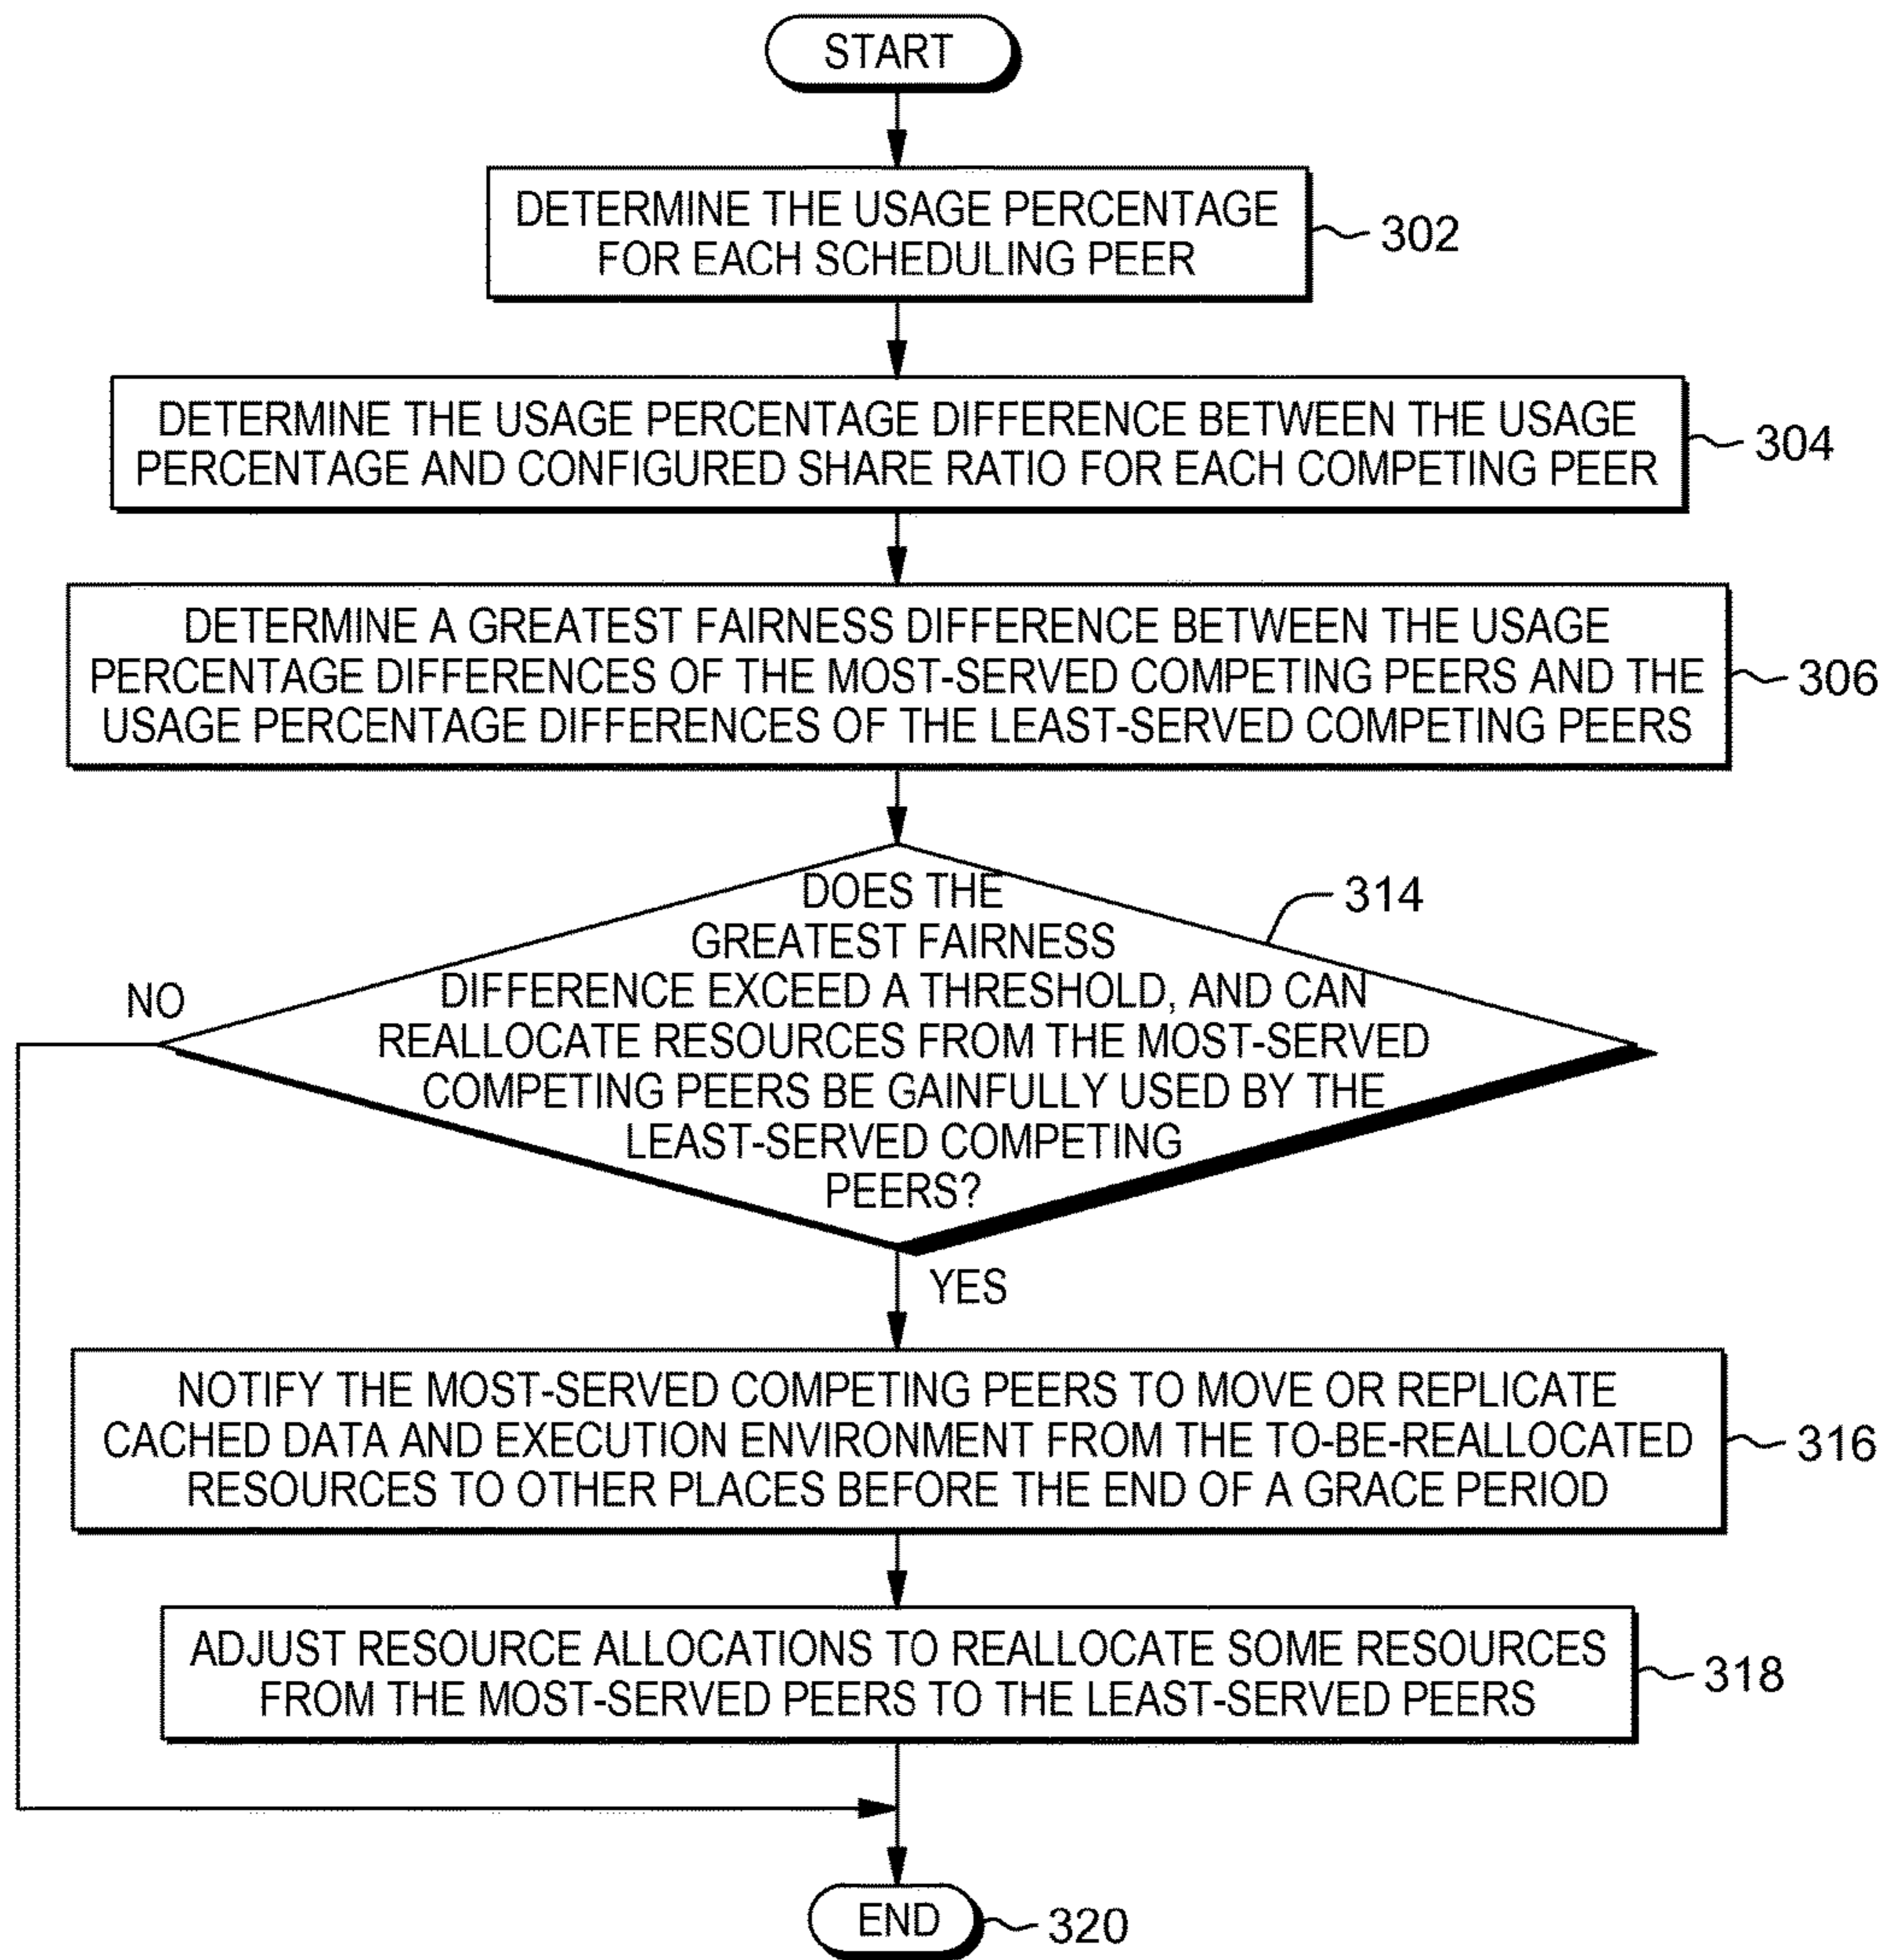 START
DETERMINE THE USAGE PERCENTAGE
FOR EACH SCHEDULING PEER
302
DETERMINE THE USAGE PERCENTAGE DIFFERENCE BETWEEN THE USAGE
PERCENTAGE AND CONFIGURED SHARE RATIO FOR EACH COMPETING PEER
304
DETERMINE A GREATEST FAIRNESS DIFFERENCE BETWEEN THE USAGE
PERCENTAGE DIFFERENCES OF THE MOST-SERVED COMPETING PEERS AND THE
USAGE PERCENTAGE DIFFERENCES OF THE LEAST-SERVED COMPETING PEERS
306
DOES THE
GREATEST FAIRNESS
DIFFERENCE EXCEED A THRESHOLD, AND CAN
REALLOCATE RESOURCES FROM THE MOST-SERVED
COMPETING PEERS BE GAINFULLY USED BY THE
LEAST-SERVED COMPETING
PEERS?
314
NO
YES
NOTIFY THE MOST-SERVED COMPETING PEERS TO MOVE OR REPLICATE
CACHED DATA AND EXECUTION ENVIRONMENT FROM THE TO-BE-REALLOCATED
RESOURCES TO OTHER PLACES BEFORE THE END OF A GRACE PERIOD
316
ADJUST RESOURCE ALLOCATIONS TO REALLOCATE SOME RESOURCES
FROM THE MOST-SERVED PEERS TO THE LEAST-SERVED PEERS
318
END
320